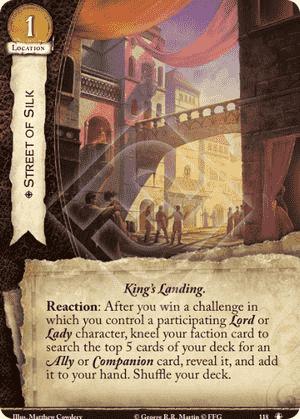 1
LOCATION
STREET OF SILK
King's Landing.
Reaction: After you win a challenge in
which you control a participating Lord or
Lady character, kneel your faction card to
search the top 5 cards of your deck for an
Ally or Companion card, reveal it, and add
it to your hand. Shuffle your deck.
Illus. Matthew Cowdery
© George R.R. Martin © FFG
118